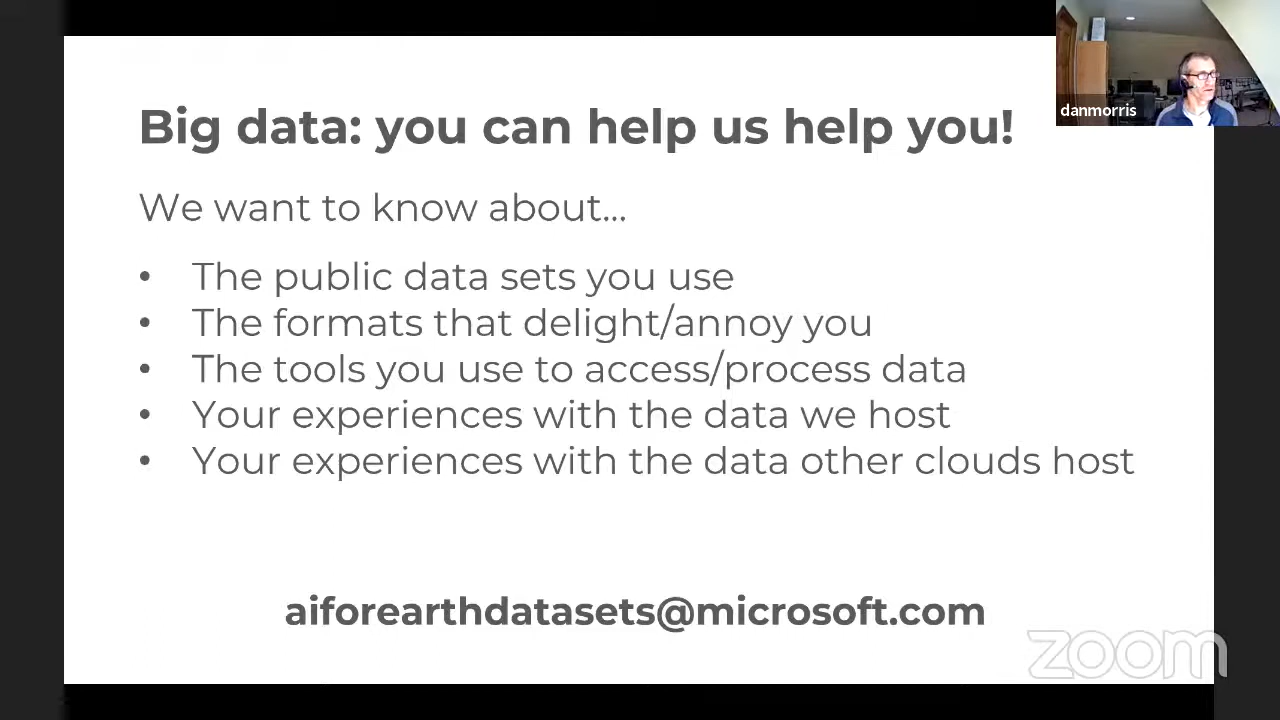 Big data: you can help us help you!
danmorris
We want to know about...
• The public data sets you use
• The formats that delight/annoy you
• The tools you use to access/process data
• Your experiences with the data we host
• Your experiences with the data other clouds host
aiforearthdatasets@microsoft.com
zoom